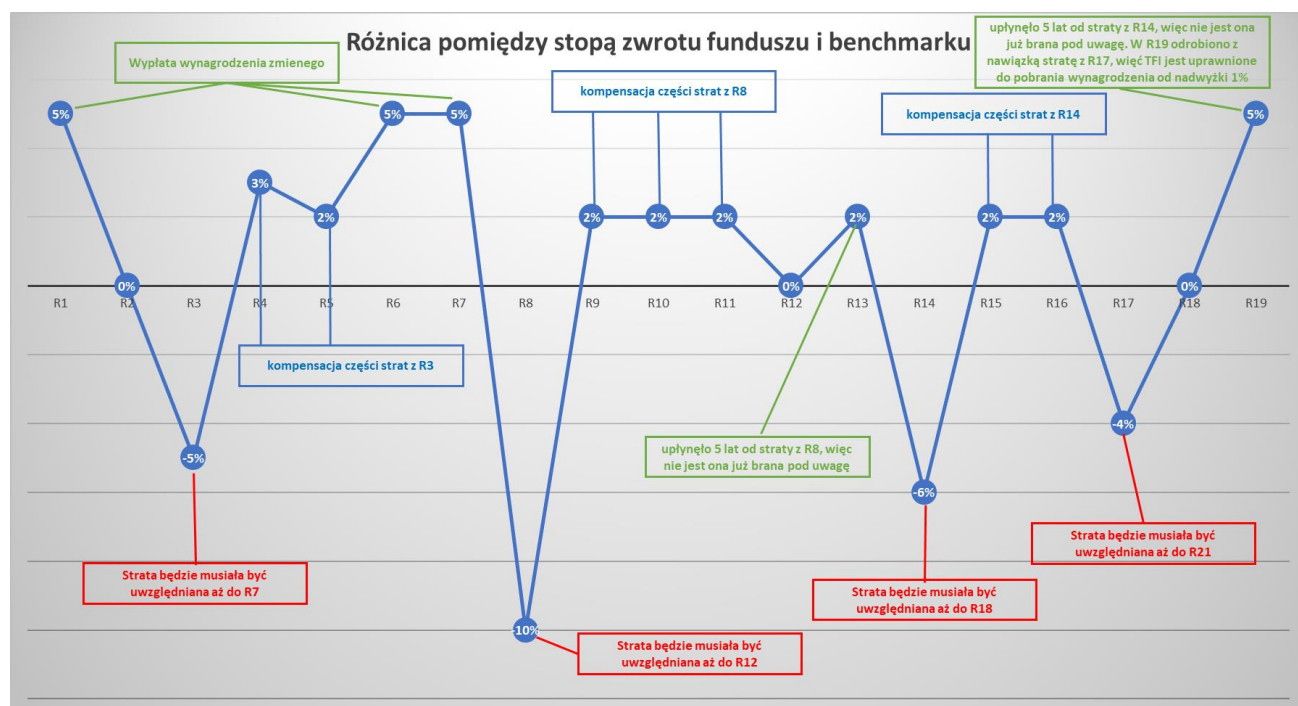 Różnica pomiędzy stopą zwrotu funduszu i benchmarku
upłynęło 5 lat od straty z R14, więc nie jest ona
już brana pod uwagę. W R19 odrobiono z
nawiązką stratę z R17, więć TFI jest uprawnione
do pobrania wynagrodzenia od nadwyżki 1%
Wypłata wynagrodzenia zmiennego
kompensacja części strat z R8
kompensacja części strat z R14
5%
5%
5%
5%
3%
2%
2%
2%
2%
2%
2%
2%
0%
0%
0%
R1
R2
R3
R4
R5
R6
R7
R8
R9
R10
R11
R12
R13
R14
R15
R16
R17
R18
R19
kompensacja części strat z R3
-4%
upłynęło 5 lat od straty z R8, więc
nie jest ona już brana pod uwagę
-5%
-6%
Strata będzie musiała być
uwzględniana aż do R21
Strata będzie musiała być
uwzględniana aż do R7
Strata będzie musiała być
uwzględniana aż do R18
-10%
Strata będzie musiała być
uwzględniana aż do R12